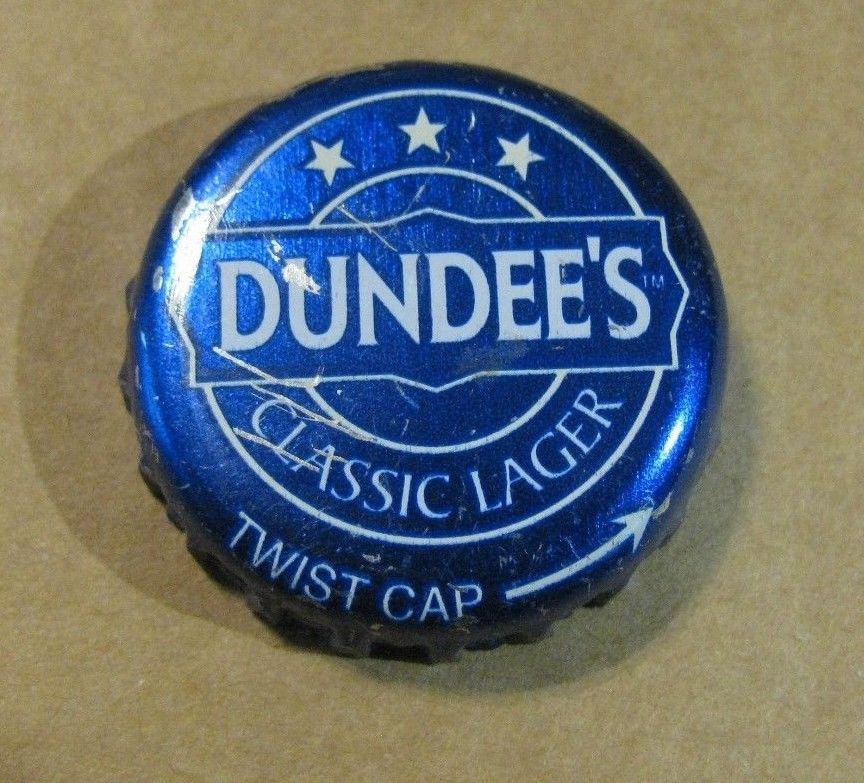 DUNDEE'S™
CLASSIC LAGER
TWIST CAP